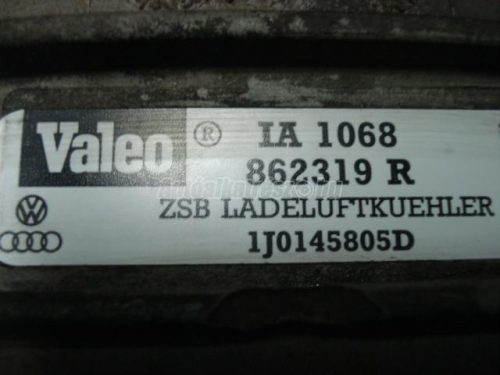 Valeo ® IA 1068
862319 R
ZSB LADELUFTKUEHLER
1J0145805D